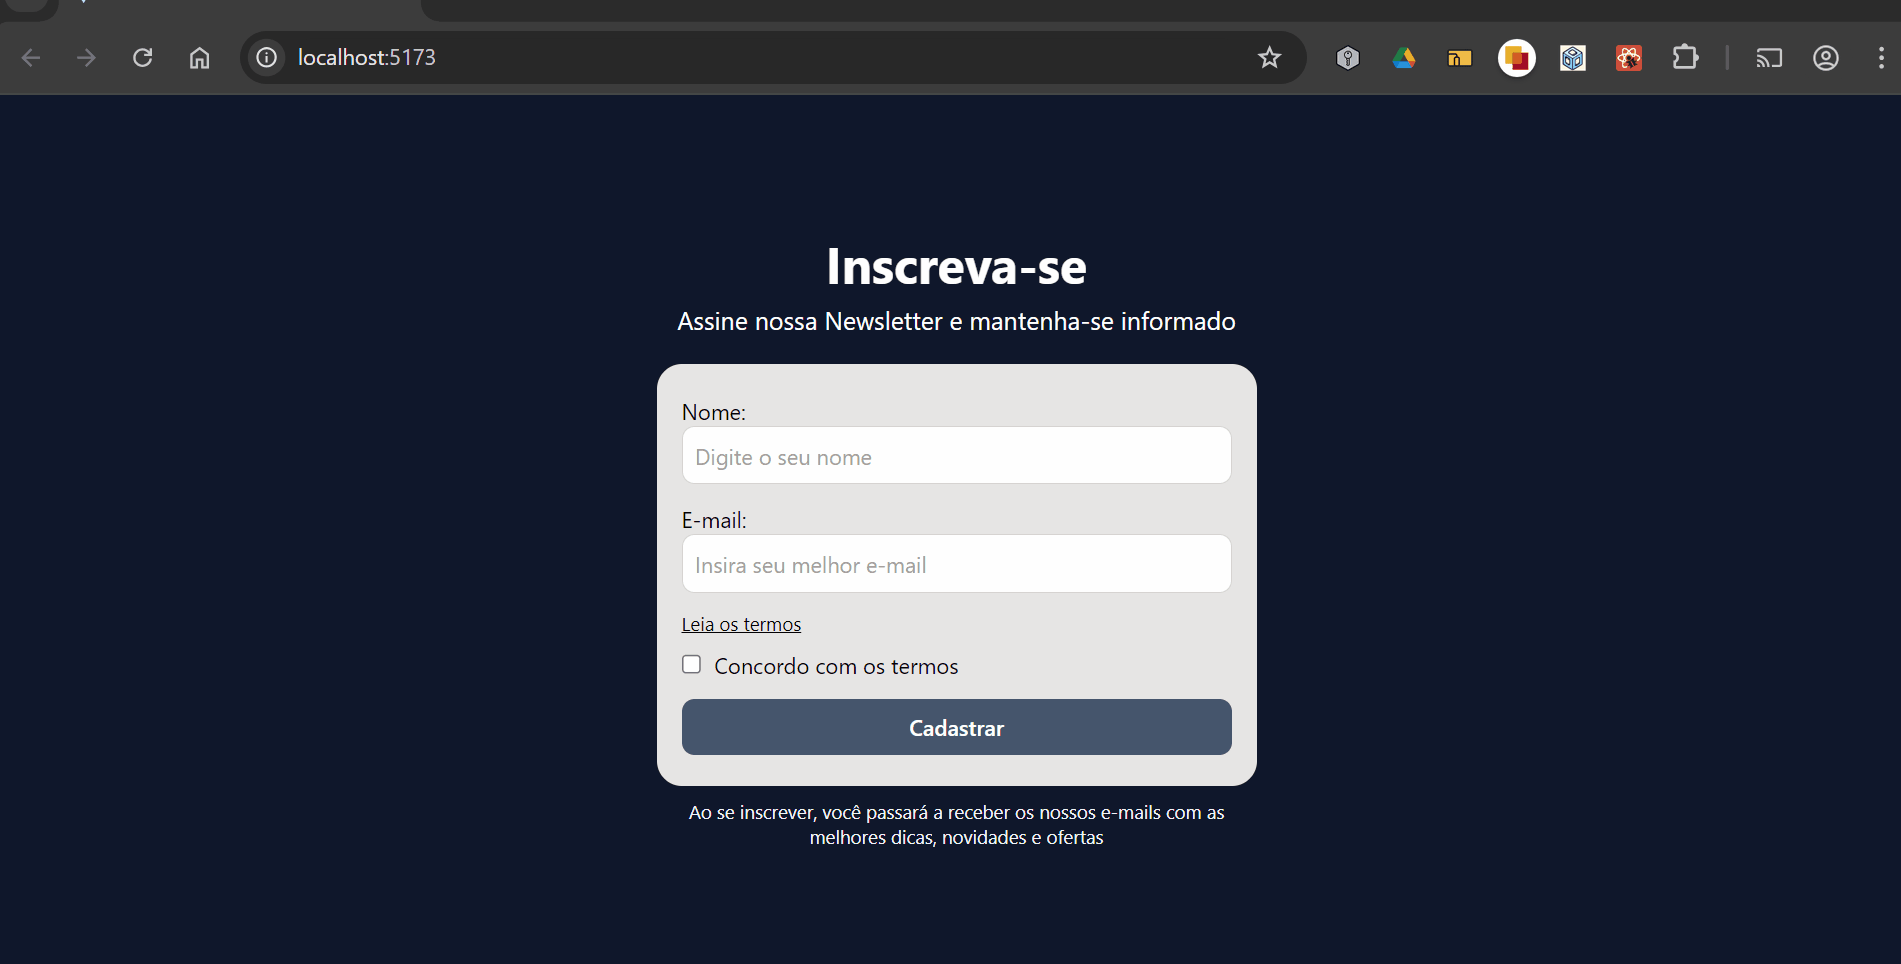 localhost:5173
Inscreva-se
Assine nossa Newsletter e mantenha-se informado
Nome:
Digite o seu nome
E-mail:
Insira seu melhor e-mail
Leia os termos
Concordo com os termos
Cadastrar
Ao se inscrever, você passará a receber os nossos e-mails com as
melhores dicas, novidades e ofertas